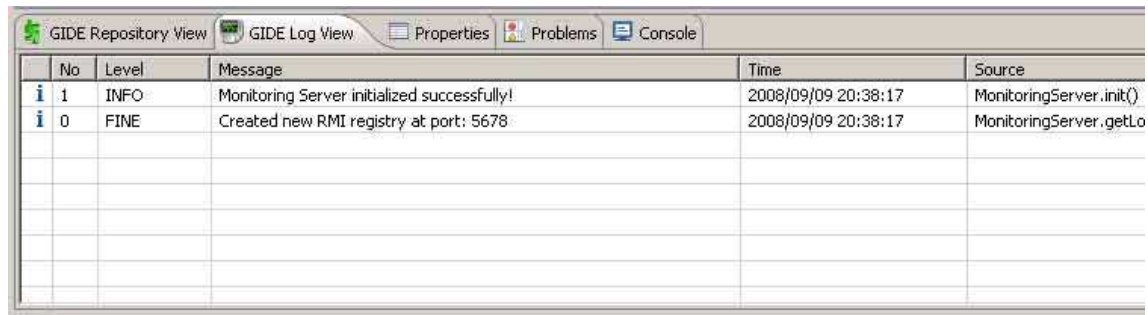 GIDE Repository View GIDE Log View Properties Problems Console
No Level Message Time Source
1 INFO Monitoring Server initialized successfully! 2008/09/09 20:38:17 MonitoringServer.init()
0 FINE Created new RMI registry at port: 5678 2008/09/09 20:38:17 MonitoringServer.getLo